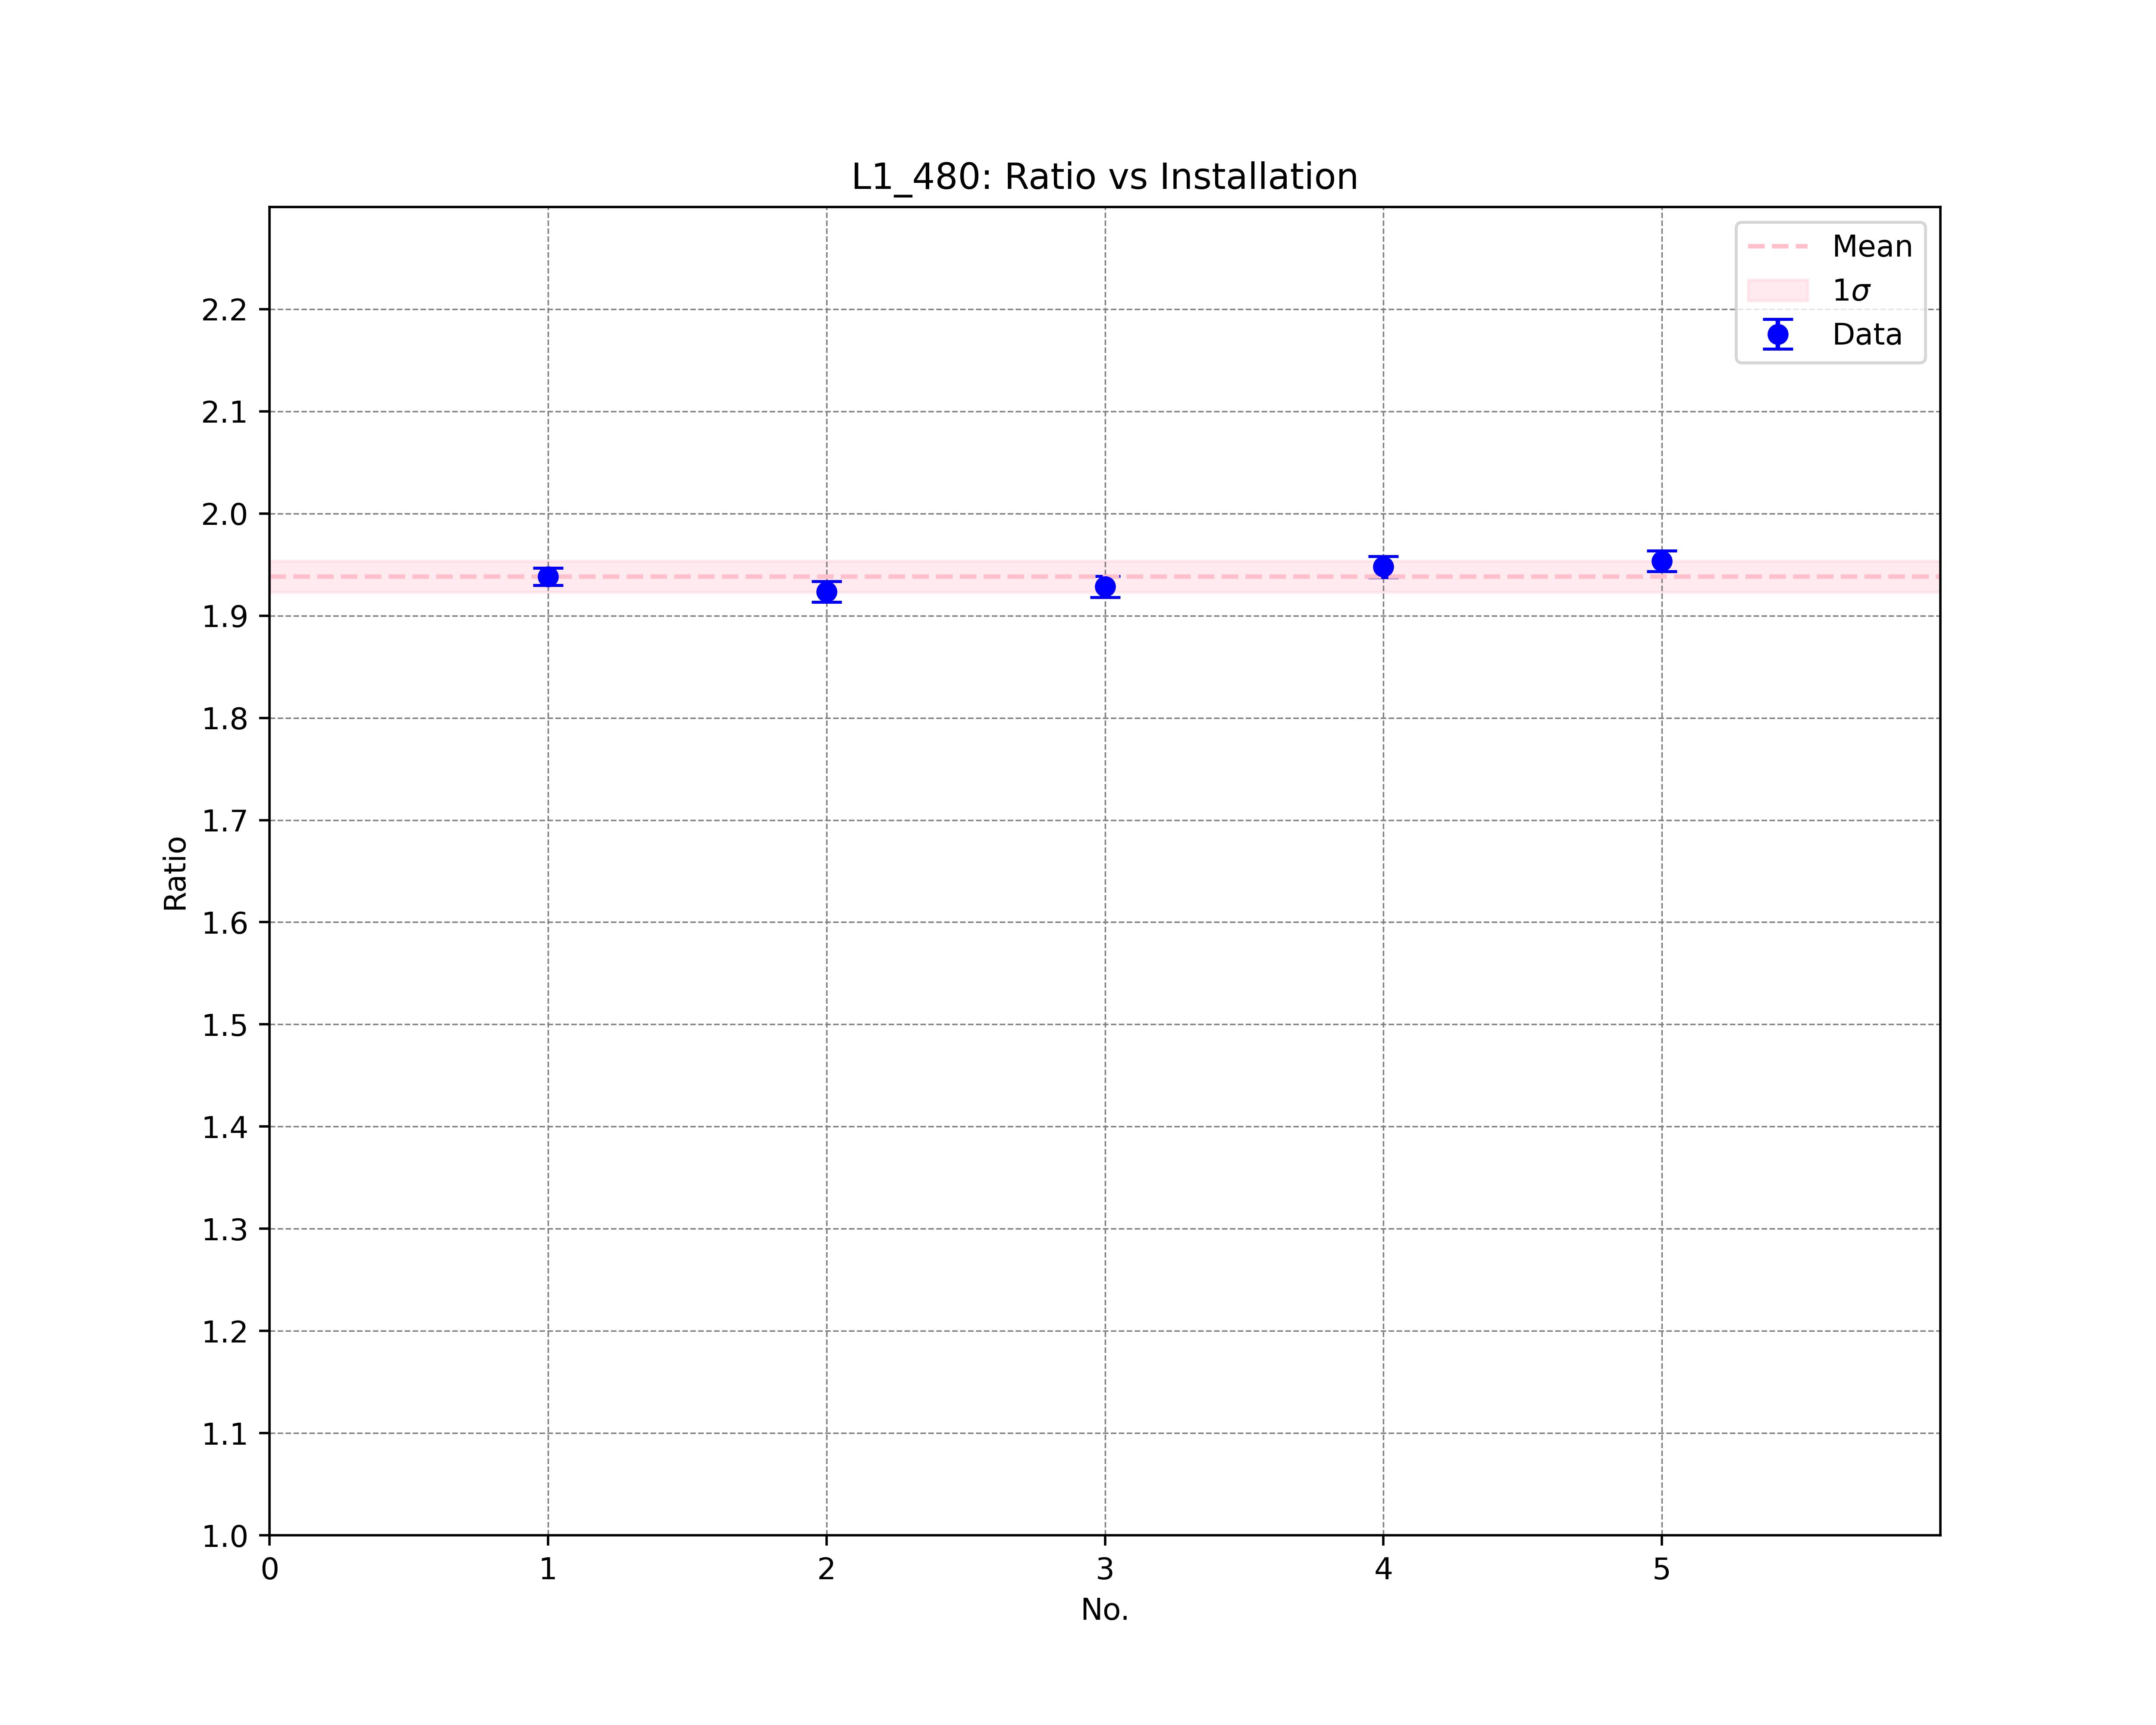 L1_480: Ratio vs Installation
Mean
1σ
Data
2.2
2.1
2.0
1.9
1.8
1.7
1.6
1.5
1.4
1.3
1.2
1.1
1.0
Ratio
0 1 2 3 4 5
No.